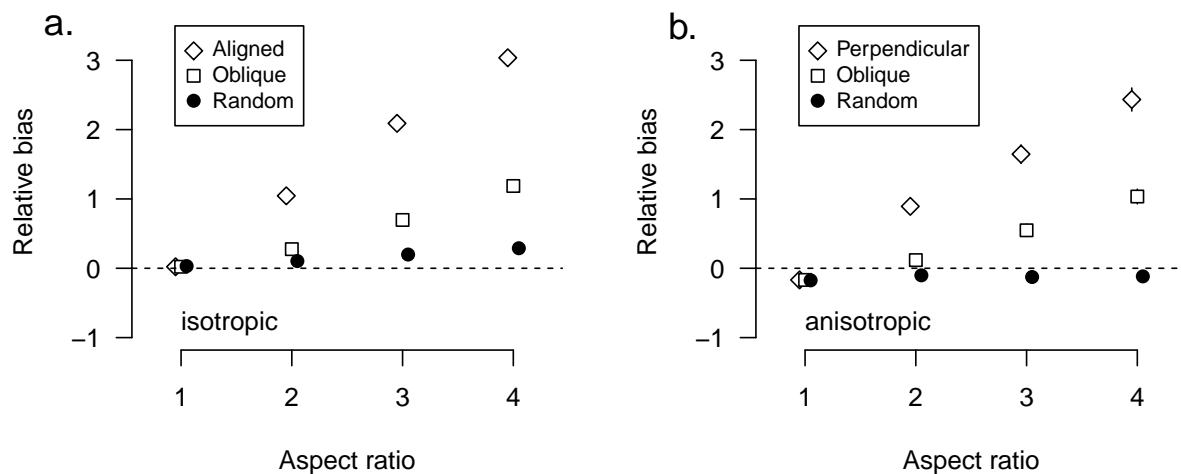 a.
Aligned
Oblique
Random
3
2
1
0
−1
Relative bias
isotropic
1 2 3 4
Aspect ratio
b.
Perpendicular
Oblique
Random
3
2
1
0
−1
Relative bias
anisotropic
1 2 3 4
Aspect ratio